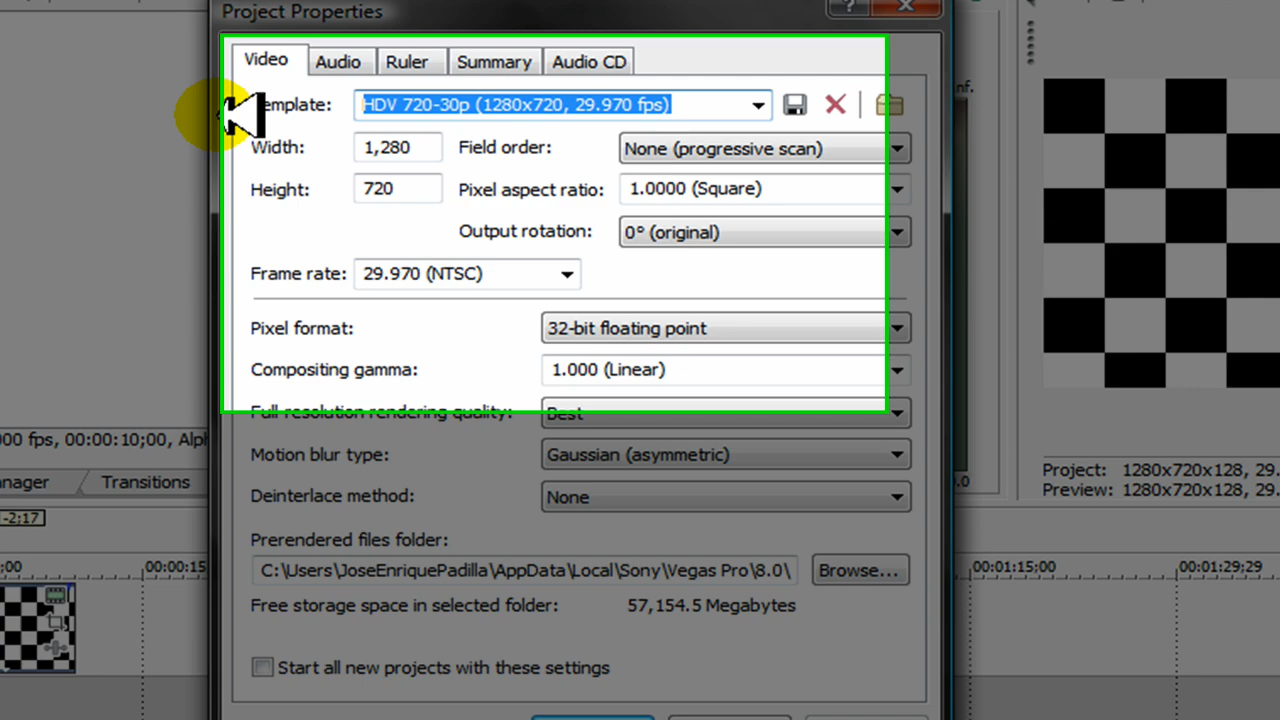 Project Properties
Video Audio Ruler Summary Audio CD
Template: HDV 720-30p (1280x720, 29.970 fps)
Width: 1,280 Field order: None (progressive scan)
Height: 720 Pixel aspect ratio: 1.0000 (Square)
Output rotation: 0° (original)
Frame rate: 29.970 (NTSC)
Pixel format: 32-bit floating point
Compositing gamma: 1.000 (Linear)
Full-resolution rendering quality: Best
Motion blur type: Gaussian (asymmetric)
Deinterlace method: None
Prerendered files folder:
C:\Users\JoseEnriquePadilla\AppData\Local\Sony\Vegas Pro\8.0\
Browse...
Free storage space in selected folder: 57,154.5 Megabytes
Start all new projects with these settings
nf.
000 fps, 00:00:10;00, Alph
.0
Project: 1280x720x128, 29.
Preview: 1280x720x128, 29.
nager Transitions
-2;17
;00 00:00:15 00:01:15;00 00:01:29;29